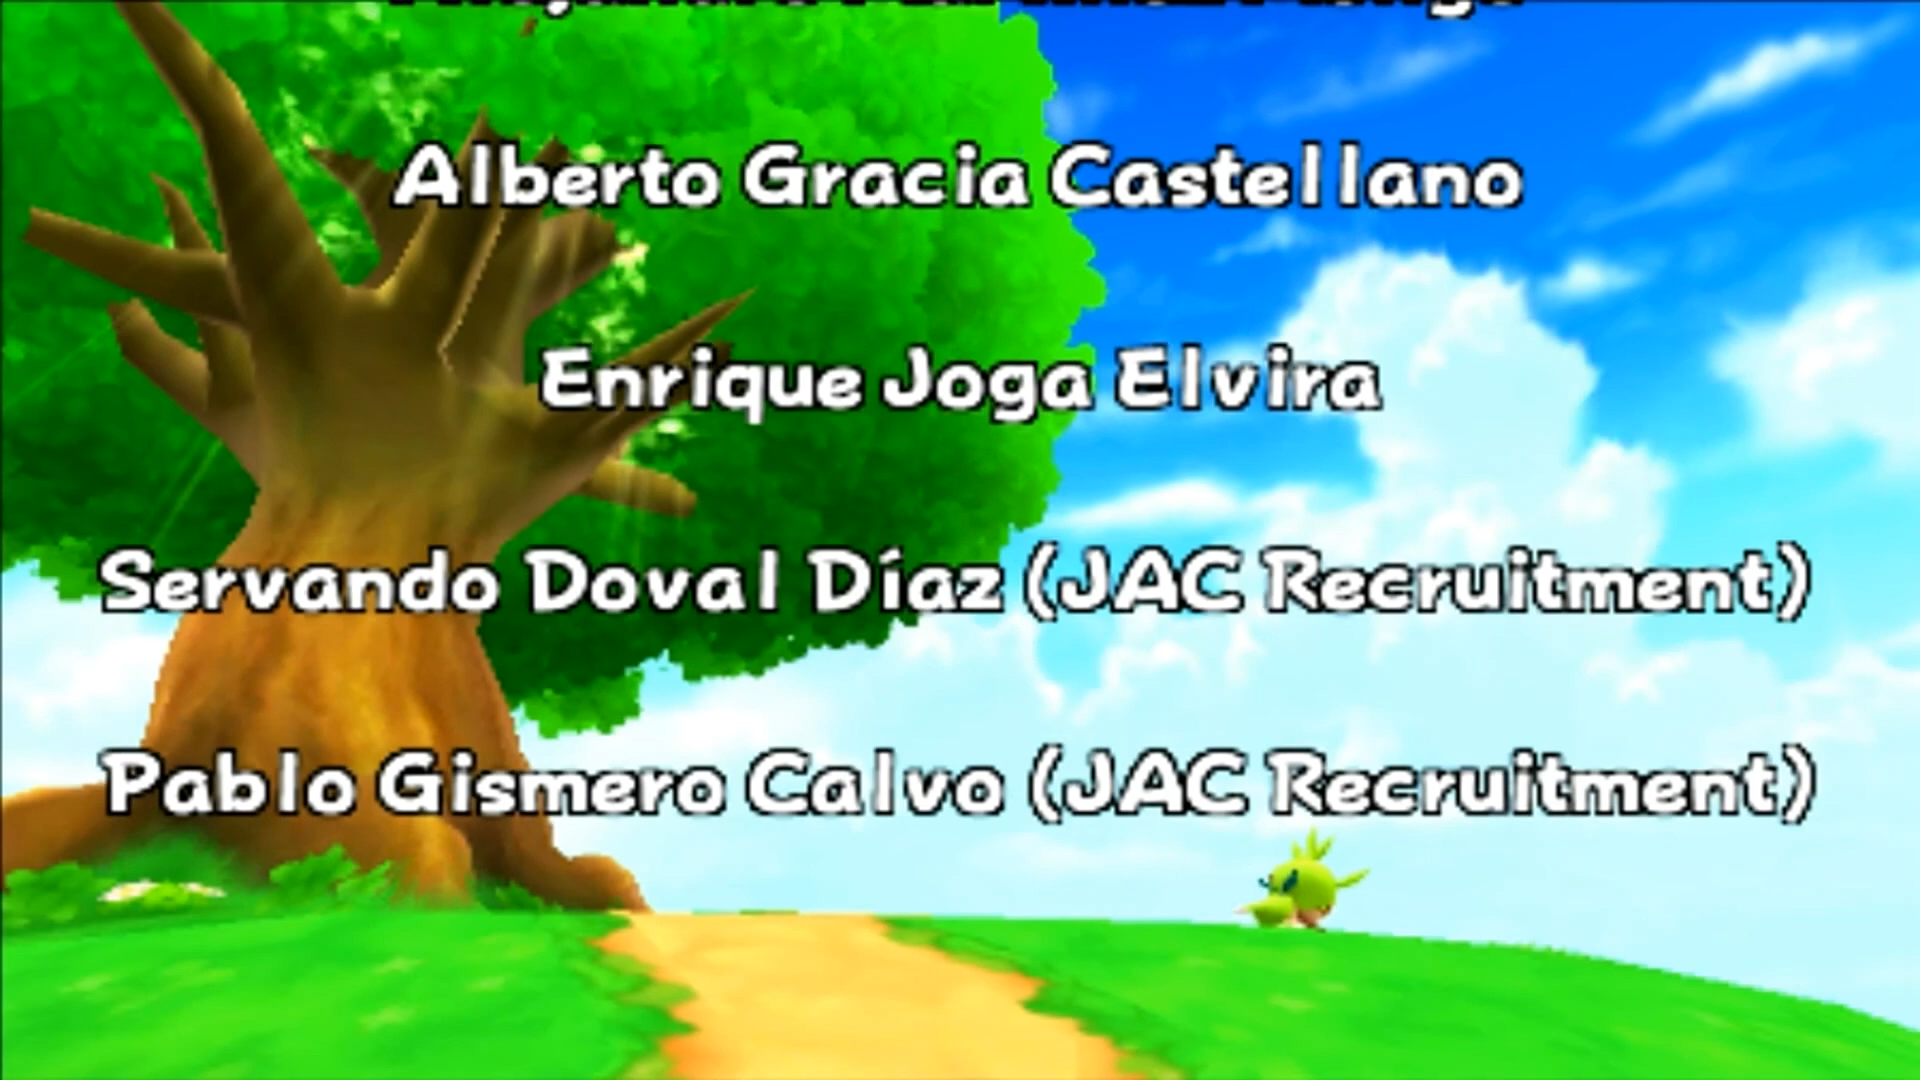 Alberto Gracia Castellano
Enrique Joga Elvira
Servando Doval Díaz (JAC Recruitment)
Pablo Gismero Calvo (JAC Recruitment)